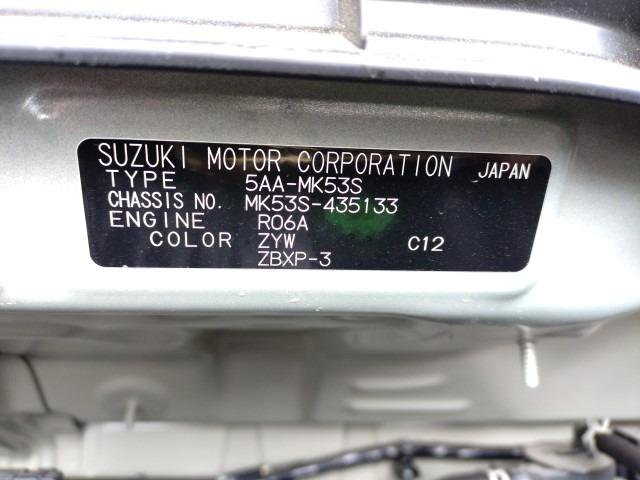 SUZUKI MOTOR CORPORATION JAPAN
TYPE 5AA-MK53S
CHASSIS NO. MK53S-435133
ENGINE R06A
COLOR ZYW C12
ZBXP-3